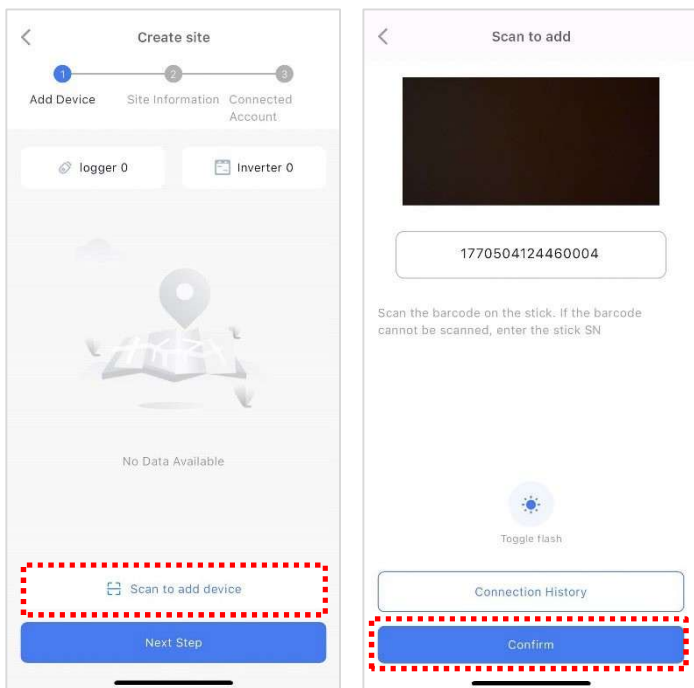 Create site
1
2
3
Add Device
Site Information
Connected
Account
logger 0
Inverter 0
No Data Available
Scan to add device
Next Step
Scan to add
1770504124460004
Scan the barcode on the stick. If the barcode
cannot be scanned, enter the stick SN
Toggle flash
Connection History
Confirm